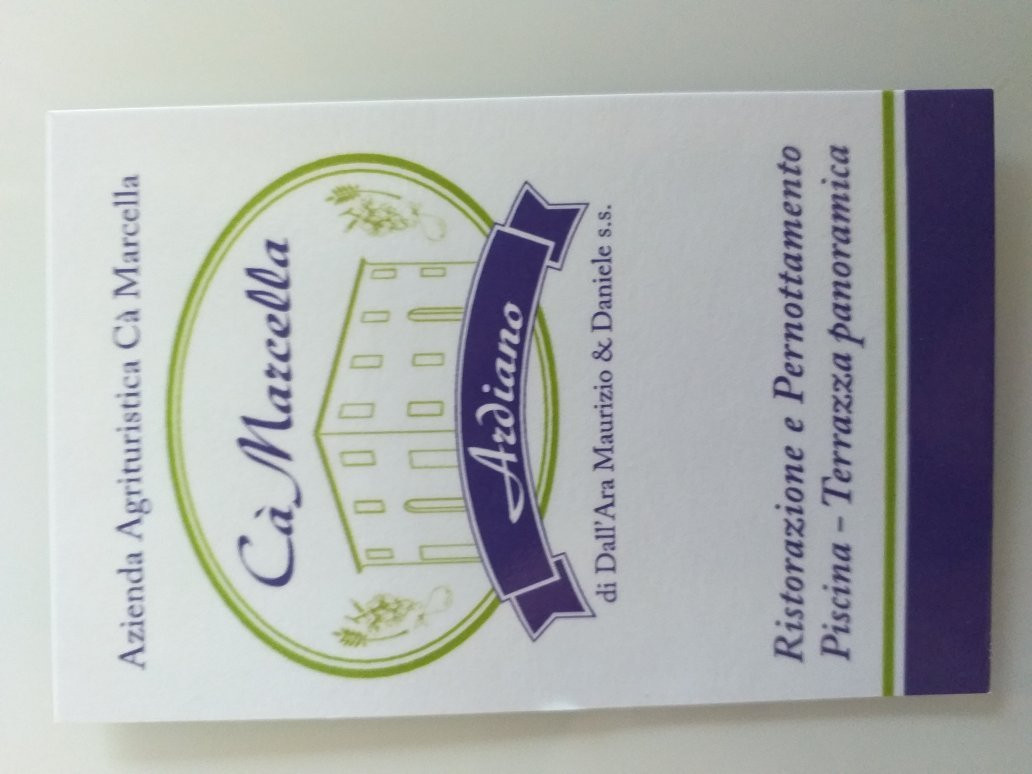 Azienda Agrituristica Cà Marcella
Cà Marcella
Ardiano
di Dall'Ara Maurizio & Daniele s.s.
Ristorazione e Pernottamento
Piscina - Terrazza panoramica